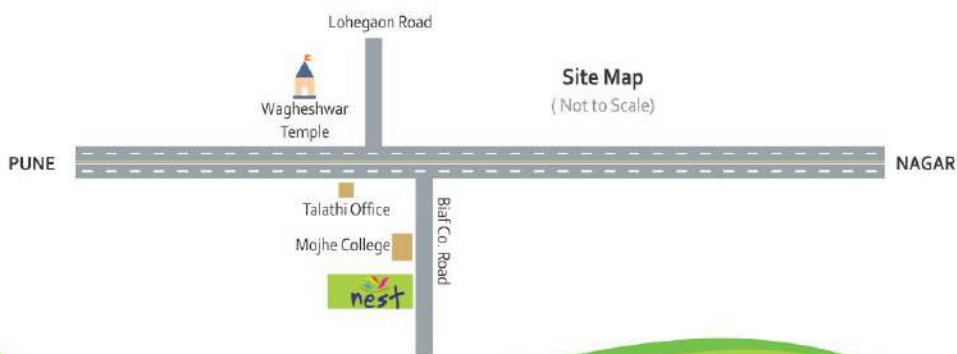 Lohegaon Road
Site Map
( Not to Scale)
Wagheshwar
Temple
PUNE
NAGAR
Talathi Office
Biaf Co. Road
Mojhe College
nest